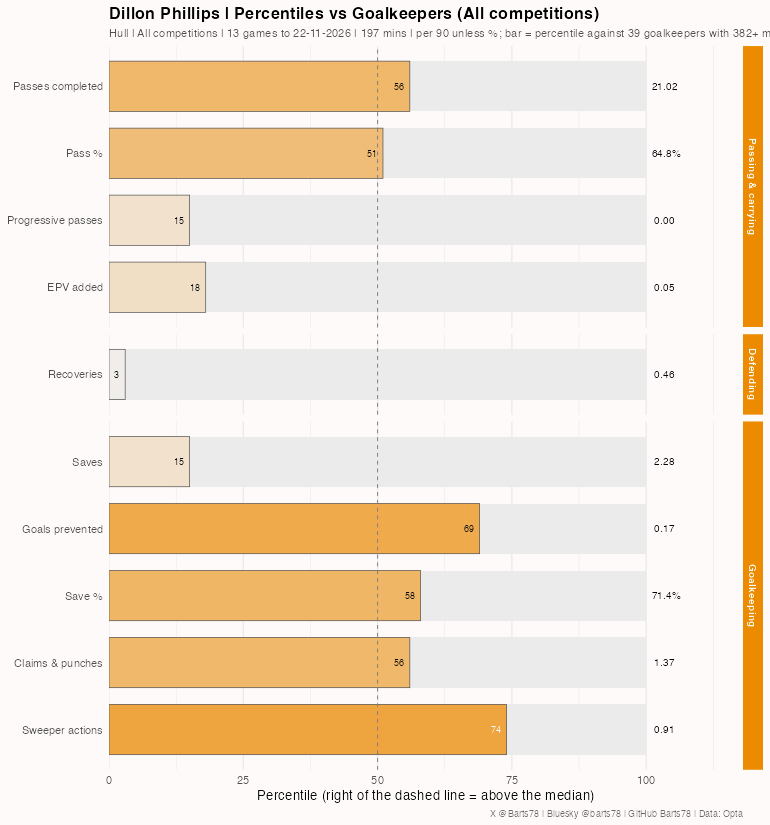 Dillon Phillips | Percentiles vs Goalkeepers (All competitions)
Hull | All competitions | 13 games to 22-11-2026 | 197 mins | per 90 unless %; bar = percentile against 39 goalkeepers with 382+ m
Passes completed 56 21.02
Pass % 51 64.8%
Progressive passes 15 0.00
EPV added 18 0.05
Passing & carrying
Recoveries 3 0.46
Defending
Saves 15 2.28
Goals prevented 69 0.17
Save % 58 71.4%
Claims & punches 56 1.37
Sweeper actions 74 0.91
Goalkeeping
0 25 50 75 100
Percentile (right of the dashed line = above the median)
X @Barts78 | Bluesky @barts78 | GitHub Barts78 | Data: Opta